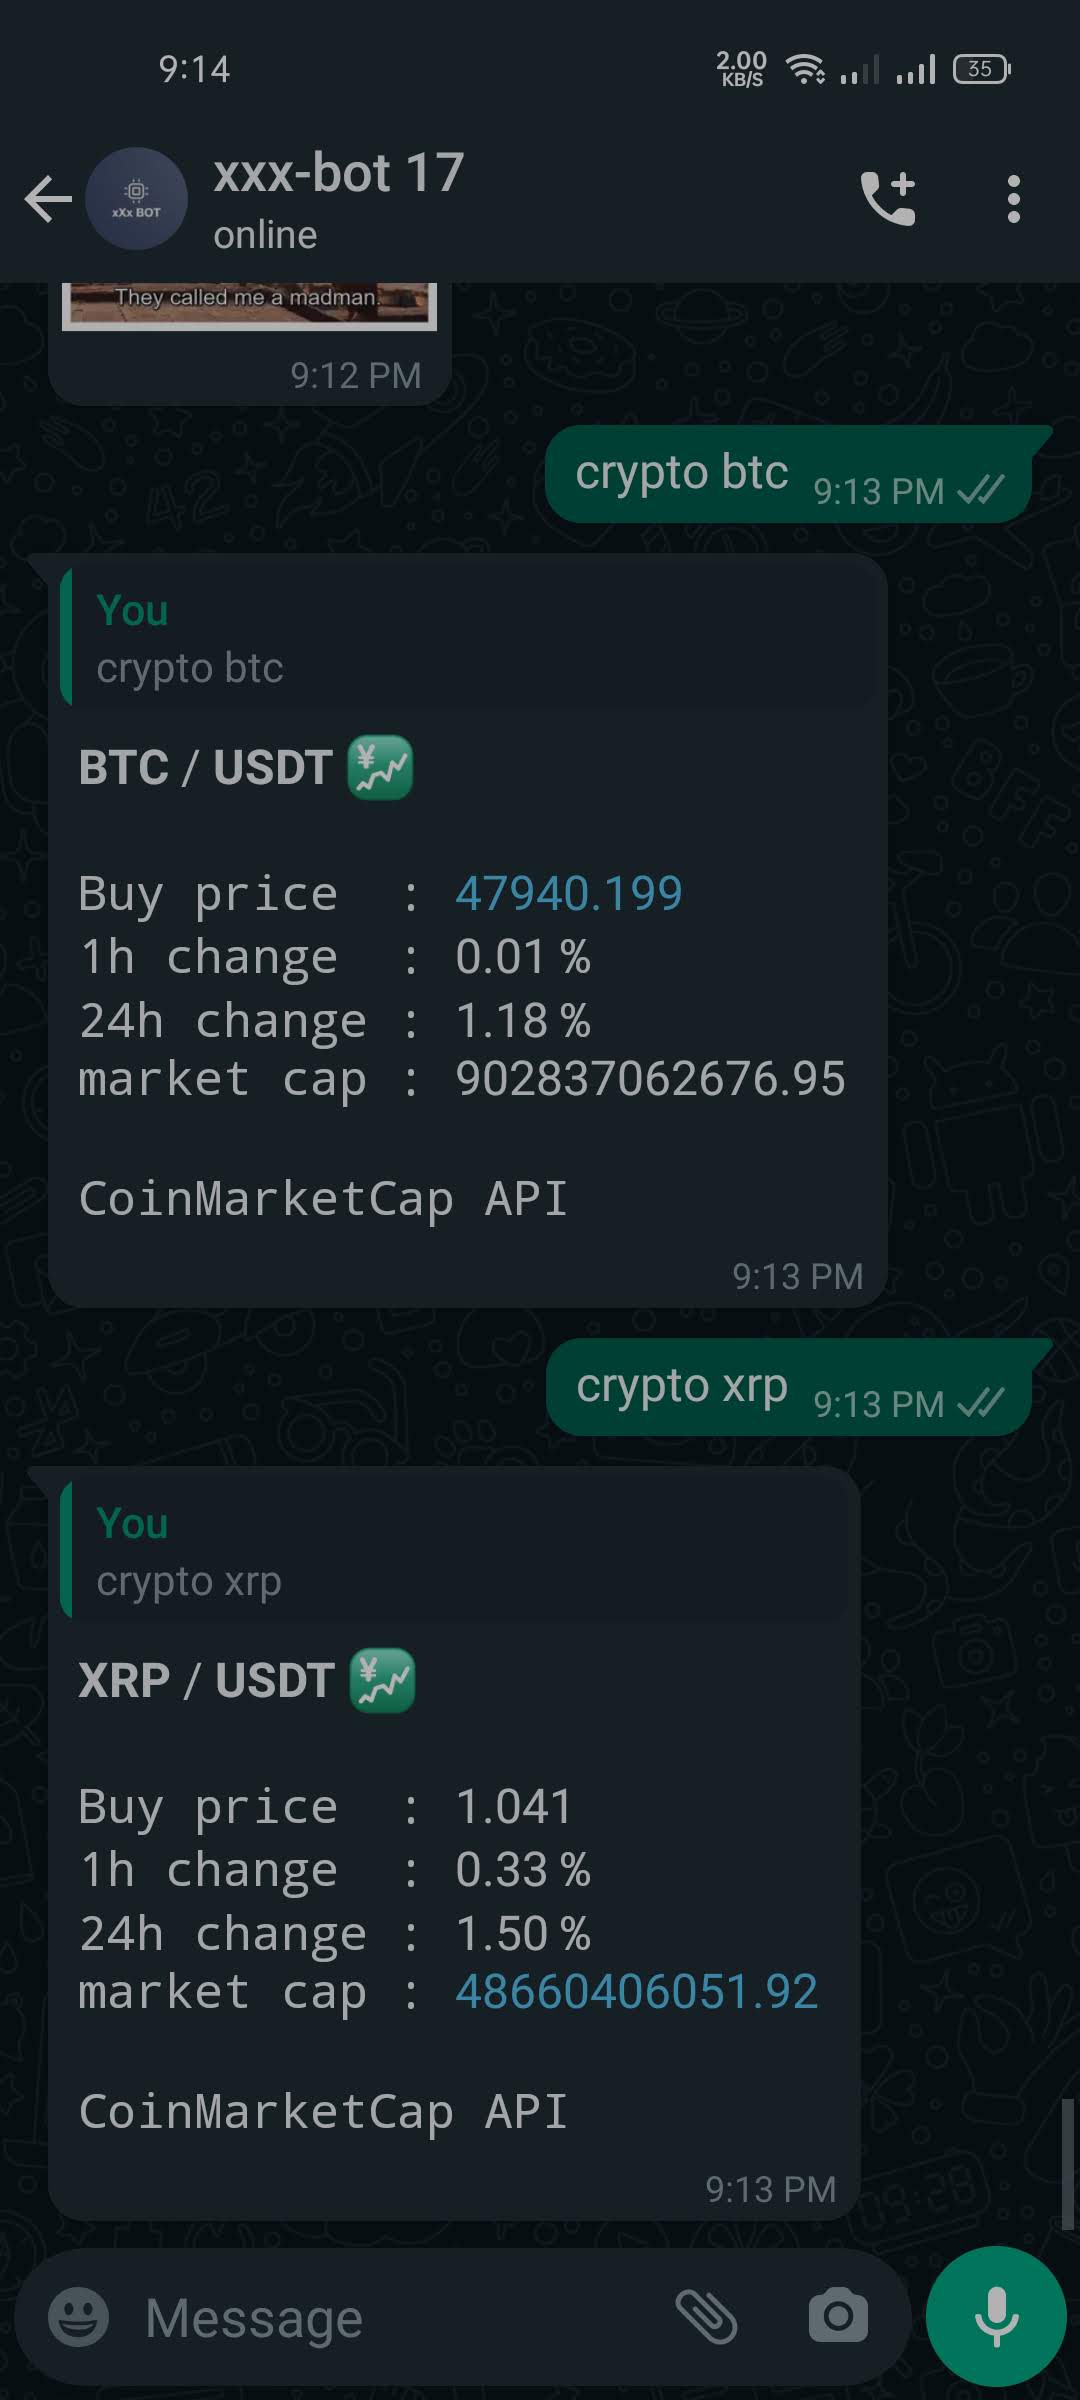 9:14
2.00
KB/S
35
xXx BOT
xxx-bot 17
online
They called me a madman.
9:12 PM
crypto btc 9:13 PM
You
crypto btc
BTC / USDT
Buy price : 47940.199
1h change : 0.01 %
24h change : 1.18 %
market cap : 902837062676.95
CoinMarketCap API
9:13 PM
crypto xrp 9:13 PM
You
crypto xrp
XRP / USDT
Buy price : 1.041
1h change : 0.33 %
24h change : 1.50 %
market cap : 48660406051.92
CoinMarketCap API
9:13 PM
Message